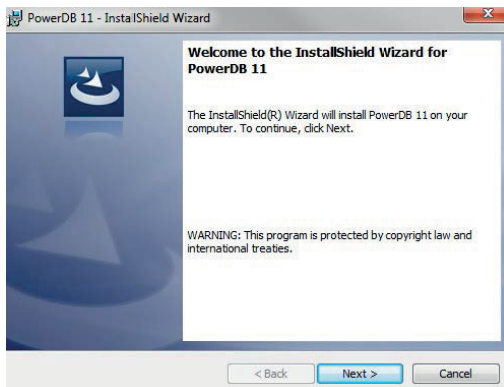 PowerDB 11 - InstallShield Wizard
Welcome to the InstallShield Wizard for
PowerDB 11
The InstallShield(R) Wizard will install PowerDB 11 on your
computer. To continue, click Next.
WARNING: This program is protected by copyright law and
international treaties.
< Back Next > Cancel